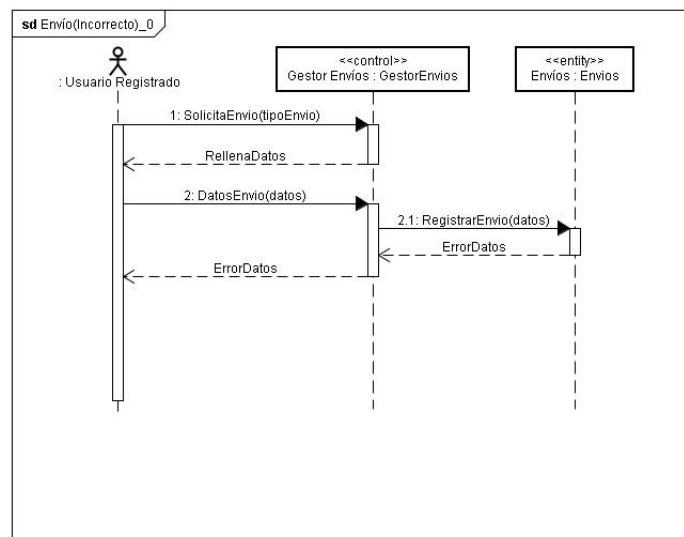 sd Envío(Incorrecto)_0
: Usuario Registrado
<<control>>
Gestor Envíos : GestorEnvios
<<entity>>
Envíos : Envios
1: SolicitaEnvio(tipoEnvio)
RellenaDatos
2: DatosEnvio(datos)
2.1: RegistrarEnvio(datos)
ErrorDatos
ErrorDatos